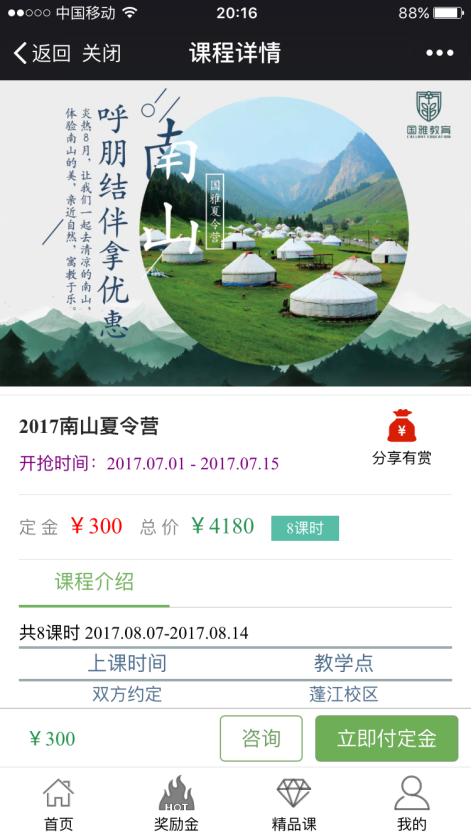 中国移动
20:16
88%
返回 关闭
课程详情
国雅教育
南山
国雅夏令营
呼朋结伴拿优惠
炎热8月，让我们一起去清凉的南山，
体验南山的美，亲近自然，寓教于乐。
2017南山夏令营
开抢时间：2017.07.01 - 2017.07.15
分享有赏
定金 ￥300 总价 ￥4180 8课时
课程介绍
共8课时 2017.08.07-2017.08.14
上课时间 教学点
双方约定 蓬江校区
￥300 咨询 立即付定金
HOT
首页 奖励金 精品课 我的